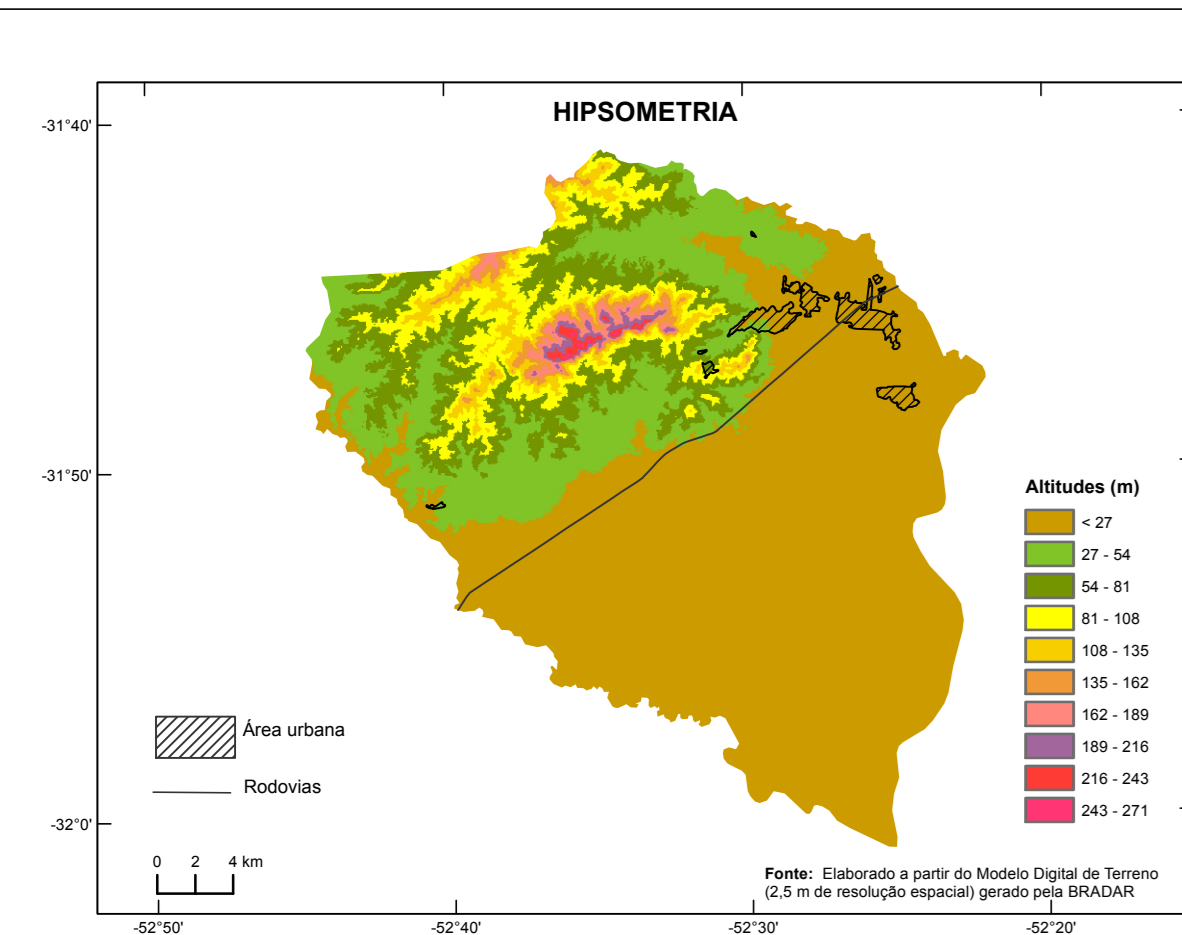 HIPSOMETRIA
-31°40'
-31°50'
-32°0'
Altitudes (m)
< 27
27 - 54
54 - 81
81 - 108
108 - 135
135 - 162
162 - 189
189 - 216
216 - 243
243 - 271
Área urbana
Rodovias
0 2 4 km
Fonte: Elaborado a partir do Modelo Digital de Terreno
(2,5 m de resolução espacial) gerado pela BRADAR
-52°50' -52°40' -52°30' -52°20'